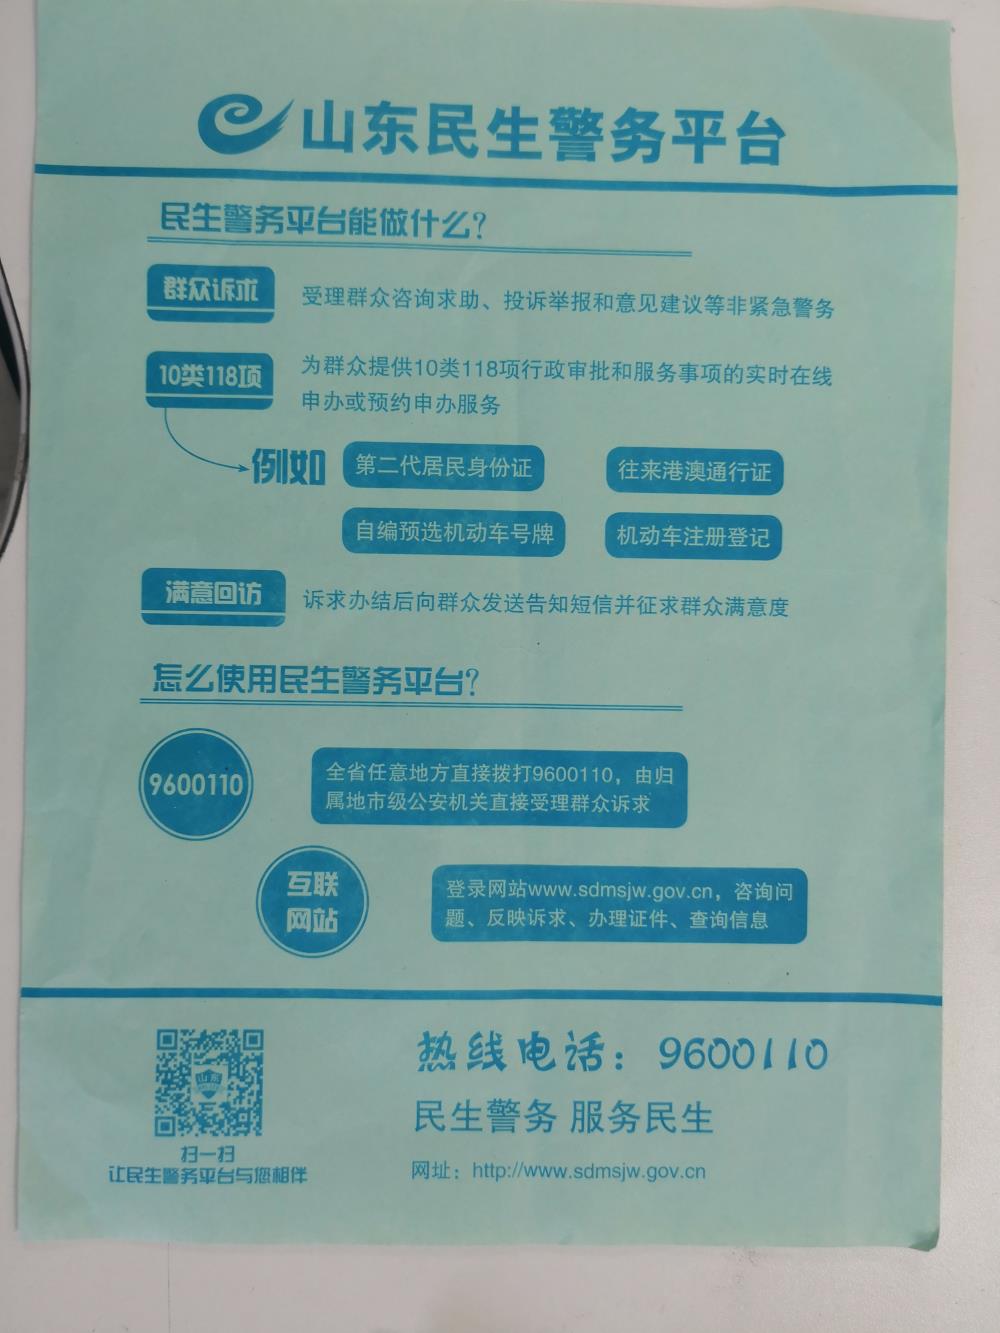 山东民生警务平台
民生警务平台能做什么?
群众诉求
受理群众咨询求助、投诉举报和意见建议等非紧急警务
10类118项
为群众提供10类118项行政审批和服务事项的实时在线
申办或预约申办服务
例如
第二代居民身份证
往来港澳通行证
自编预选机动车号牌
机动车注册登记
满意回访
诉求办结后向群众发送告知短信并征求群众满意度
怎么使用民生警务平台?
9600110
全省任意地方直接拨打9600110，由归
属地市级公安机关直接受理群众诉求
互联
网站
登录网站www.sdmsjw.gov.cn，咨询问
题、反映诉求、办理证件、查询信息
山东
扫一扫
让民生警务平台与您相伴
热线电话：9600110
民生警务 服务民生
网址：http://www.sdmsjw.gov.cn